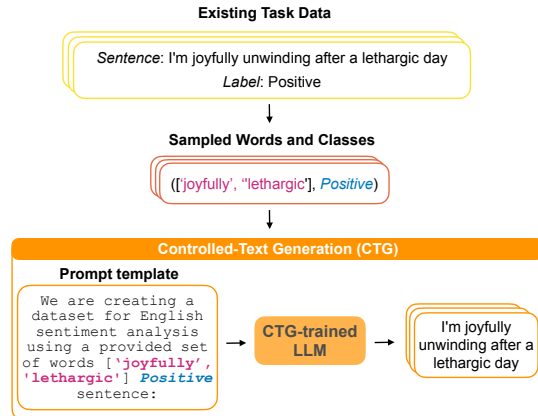 Existing Task Data
Sentence: I'm joyfully unwinding after a lethargic day
Label: Positive
Sampled Words and Classes
(['joyfully', ''lethargic'], Positive)
Controlled-Text Generation (CTG)
Prompt template
We are creating a
dataset for English
sentiment analysis
using a provided set
of words ['joyfully',
'lethargic'] Positive
sentence:
CTG-trained
LLM
I'm joyfully
unwinding after a
lethargic day